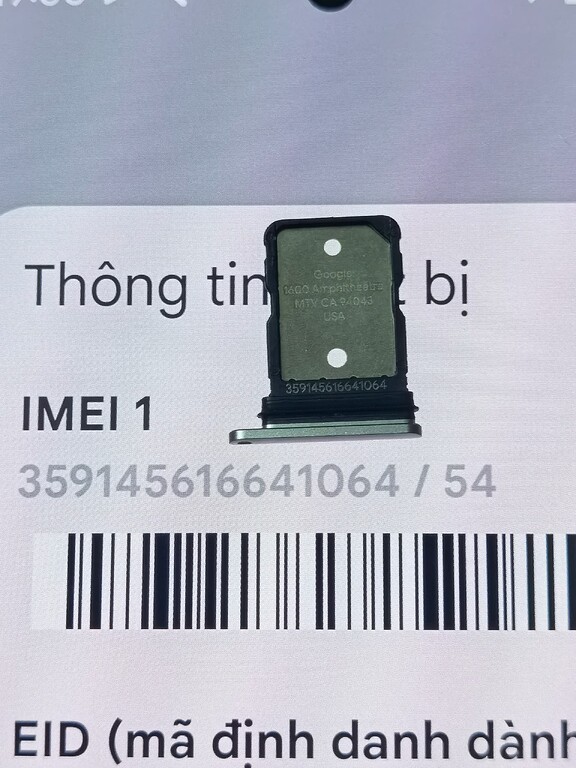 Thông tin bị
Google
1600 Amphitheatre
MTV CA 94043
USA
359145616641064
IMEI 1
359145616641064 / 54
EID (mã định danh dành